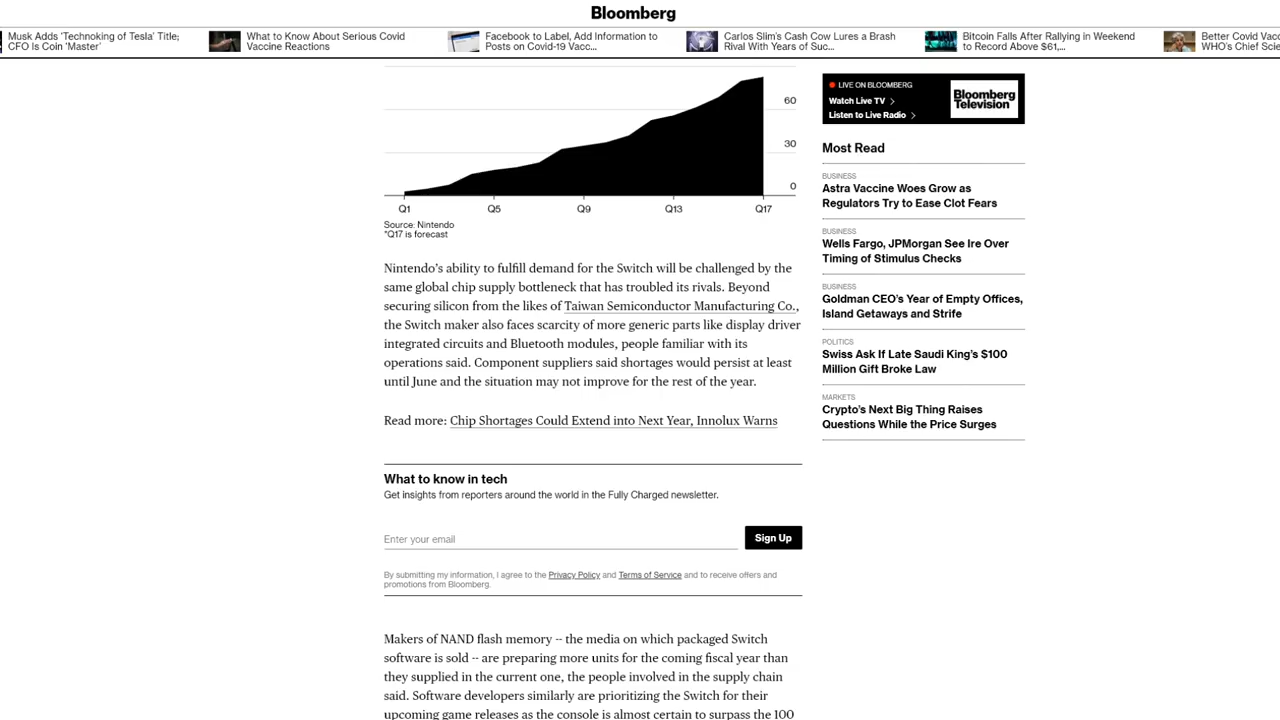 Bloomberg
Musk Adds ‘Technoking of Tesla’ Title;
CFO Is Coin ‘Master’
What to Know About Serious Covid
Vaccine Reactions
Facebook to Label, Add Information to
Posts on Covid-19 Vacc...
Carlos Slim’s Cash Cow Lures a Brash
Rival With Years of Suc...
Bitcoin Falls After Rallying in Weekend
to Record Above $61,...
Better Covid Vacc
WHO’s Chief Scie
60
30
0
Q1
Q5
Q9
Q13
Q17
Source: Nintendo
*Q17 is forecast
Nintendo’s ability to fulfill demand for the Switch will be challenged by the
same global chip supply bottleneck that has troubled its rivals. Beyond
securing silicon from the likes of Taiwan Semiconductor Manufacturing Co.,
the Switch maker also faces scarcity of more generic parts like display driver
integrated circuits and Bluetooth modules, people familiar with its
operations said. Component suppliers said shortages would persist at least
until June and the situation may not improve for the rest of the year.
Read more: Chip Shortages Could Extend into Next Year, Innolux Warns
What to know in tech
Get insights from reporters around the world in the Fully Charged newsletter.
Enter your email
Sign Up
By submitting my information, I agree to the Privacy Policy and Terms of Service and to receive offers and
promotions from Bloomberg.
Makers of NAND flash memory -- the media on which packaged Switch
software is sold -- are preparing more units for the coming fiscal year than
they supplied in the current one, the people involved in the supply chain
said. Software developers similarly are prioritizing the Switch for their
upcoming game releases as the console is almost certain to surpass the 100
LIVE ON BLOOMBERG
Watch Live TV
Listen to Live Radio
Bloomberg
Television
Most Read
BUSINESS
Astra Vaccine Woes Grow as
Regulators Try to Ease Clot Fears
BUSINESS
Wells Fargo, JPMorgan See Ire Over
Timing of Stimulus Checks
BUSINESS
Goldman CEO’s Year of Empty Offices,
Island Getaways and Strife
POLITICS
Swiss Ask If Late Saudi King’s $100
Million Gift Broke Law
MARKETS
Crypto’s Next Big Thing Raises
Questions While the Price Surges